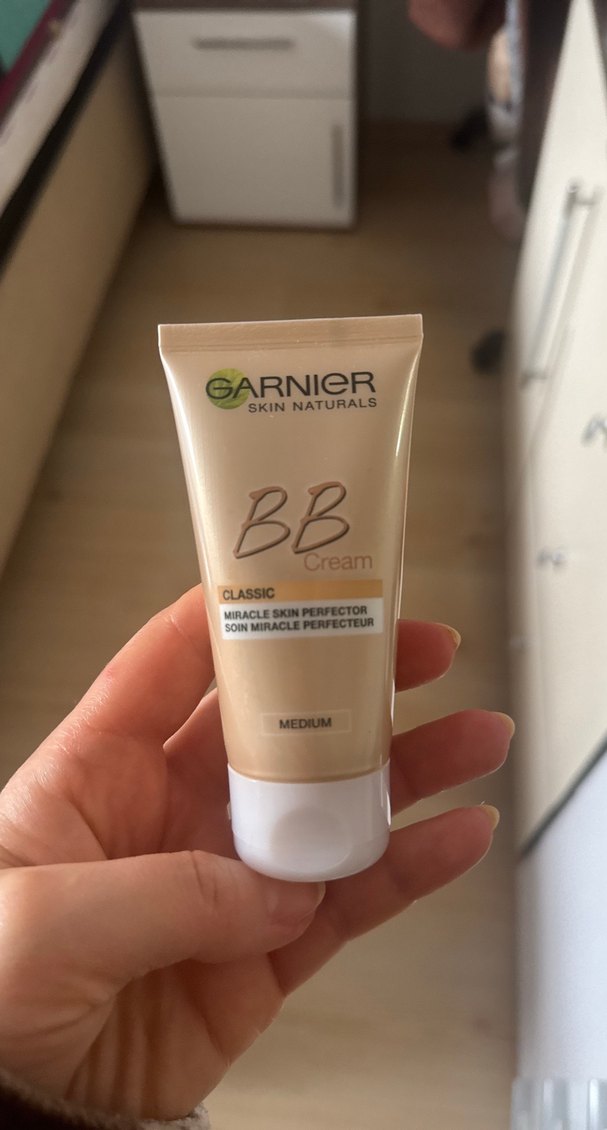 GARNIER
SKIN NATURALS
BB
Cream
CLASSIC
MIRACLE SKIN PERFECTOR
SOIN MIRACLE PERFECTEUR
MEDIUM